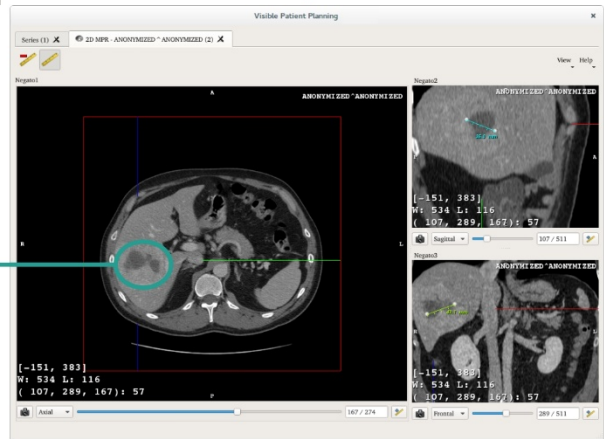 Visible Patient Planning
Series (1)
2D MPR - ANONYMIZED ^ ANONYMIZED (2)
View Help
Negato1
A
ANONYMIZED^ANONYMIZED
R
L
[-151, 383]
W: 534 L: 116
( 107, 289, 167): 57
P
Axial
167 / 274
Negato2
ANONYMIZED^ANONYMIZED
A
[-151, 383]
W: 534 L: 116
( 107, 289, 167): 57
Sagittal
107 / 511
Negato3
ANONYMIZED^ANONYMIZED
R
L
[-151, 383]
W: 534 L: 116
( 107, 289, 167): 57
Frontal
289 / 511